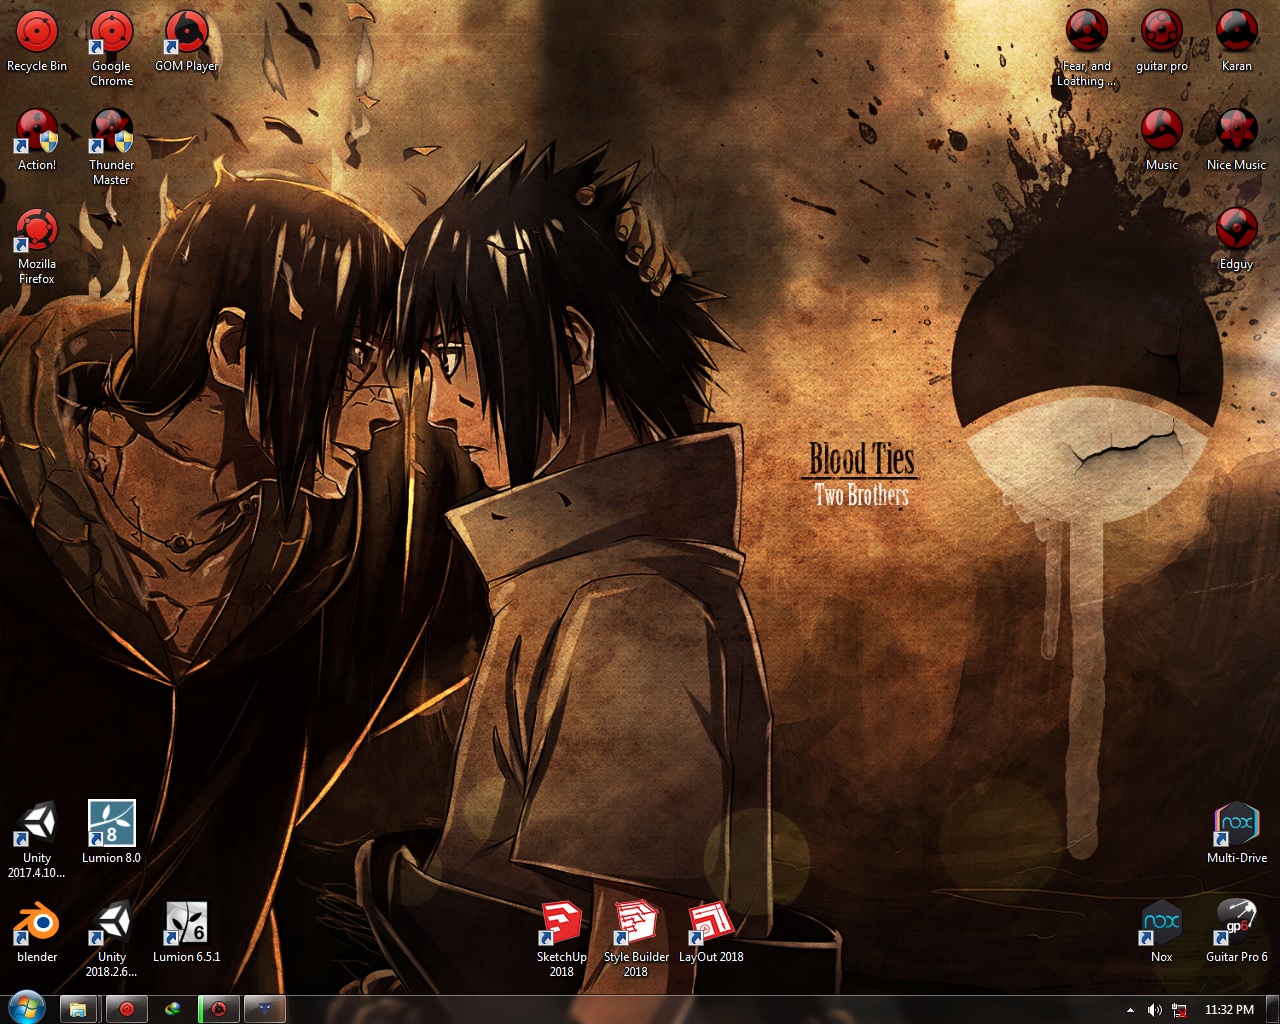 Recycle Bin
Google
Chrome
GOM Player
Fear, and
Loathing ...
guitar pro
Karan
Action!
Thunder
Master
Music
Nice Music
Mozilla
Firefox
Edguy
Blood Ties
Two Brothers
Unity
2017.4.10...
8
Lumion 8.0
nox
Multi-Drive
blender
Unity
2018.2.6...
6
Lumion 6.5.1
SketchUp
2018
Style Builder
2018
LayOut 2018
nox
Nox
gp6
Guitar Pro 6
11:32 PM